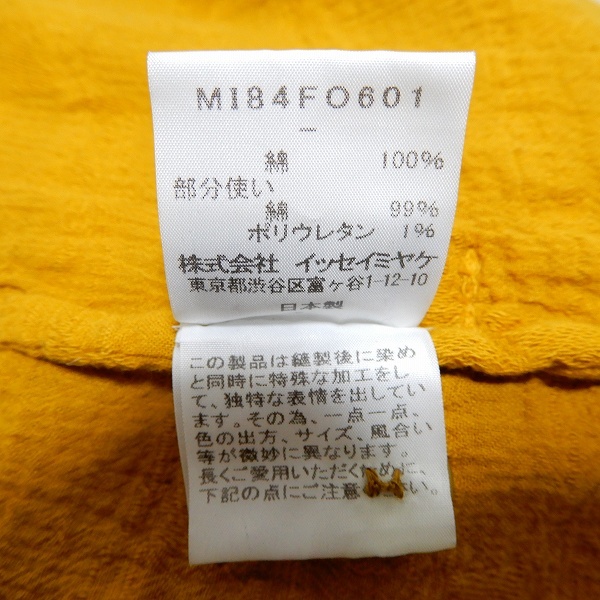 MI84FO601
—
綿 100%
部分使い
綿 99%
ポリウレタン 1%
株式会社 イッセイミヤケ
東京都渋谷区富ヶ谷1-12-10
日本製
この製品は縫製後に染め
と同時に特殊な加工をし
て、独特な表情を出してい
ます。その為、一点一点、
色の出方、サイズ、風合い
等が微妙に異なります。
長くご愛用いただくために、
下記の点にご注意 さい。